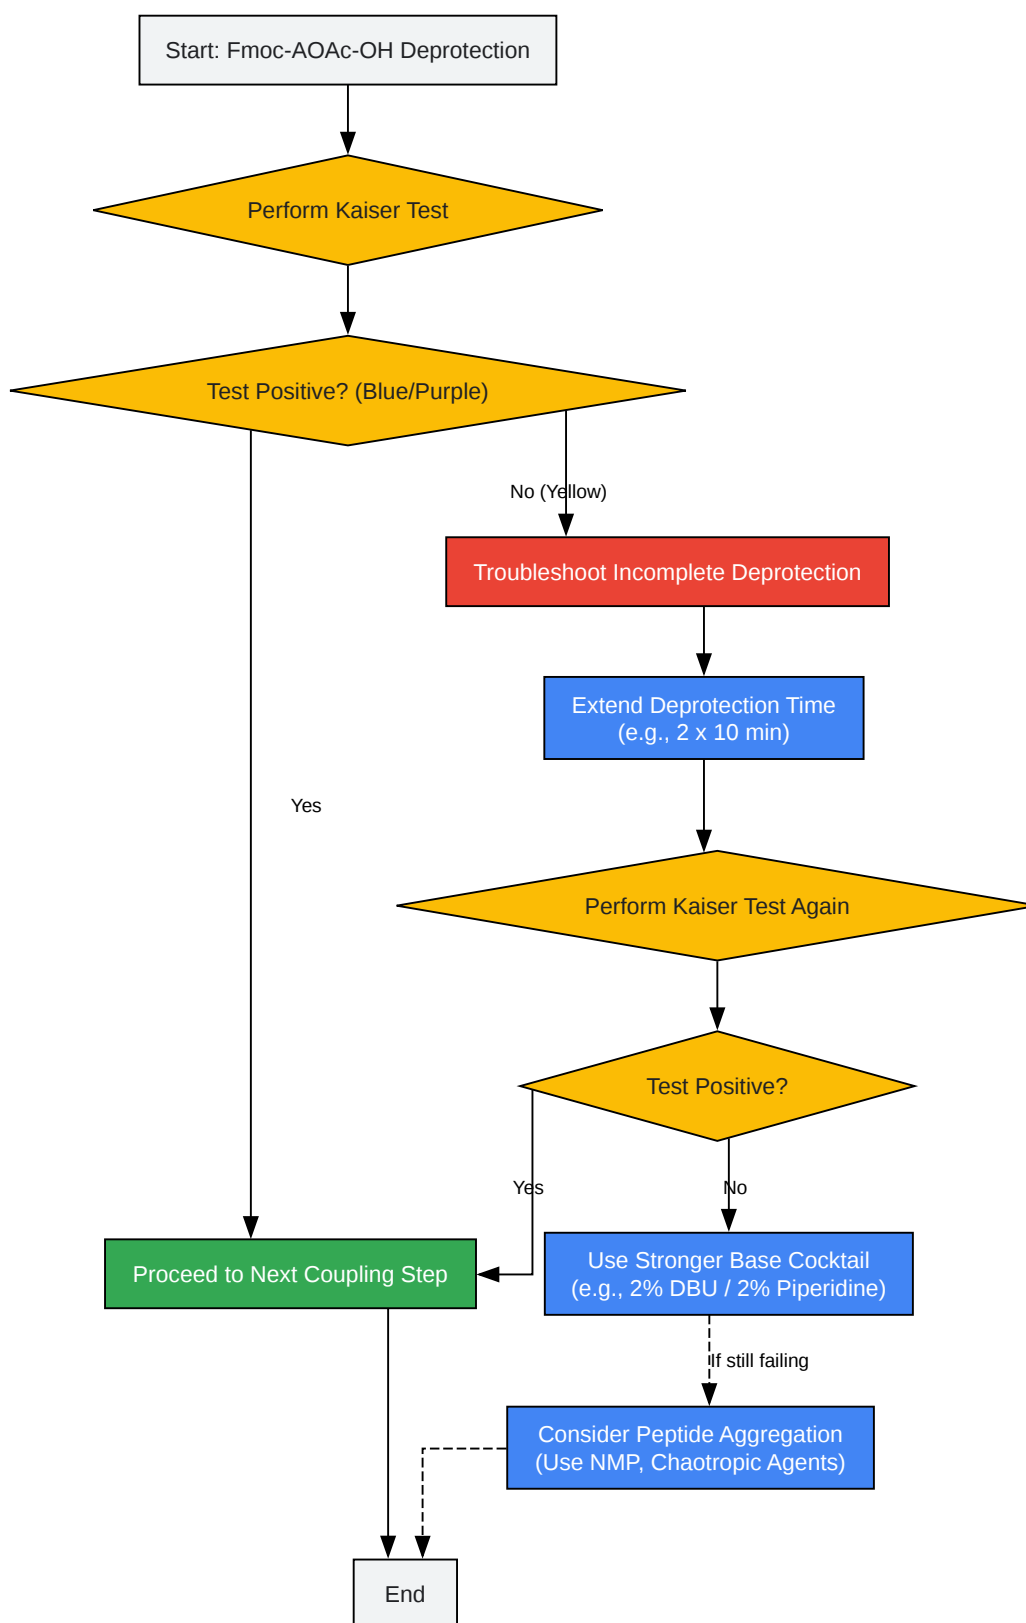 Start: Fmoc-AOAc-OH Deprotection
Perform Kaiser Test
Test Positive? (Blue/Purple)
No (Yellow)
Troubleshoot Incomplete Deprotection
Extend Deprotection Time
(e.g., 2 x 10 min)
Yes
Perform Kaiser Test Again
Test Positive?
Yes
No
Use Stronger Base Cocktail
(e.g., 2% DBU / 2% Piperidine)
Proceed to Next Coupling Step
If still failing
Consider Peptide Aggregation
(Use NMP, Chaotropic Agents)
End